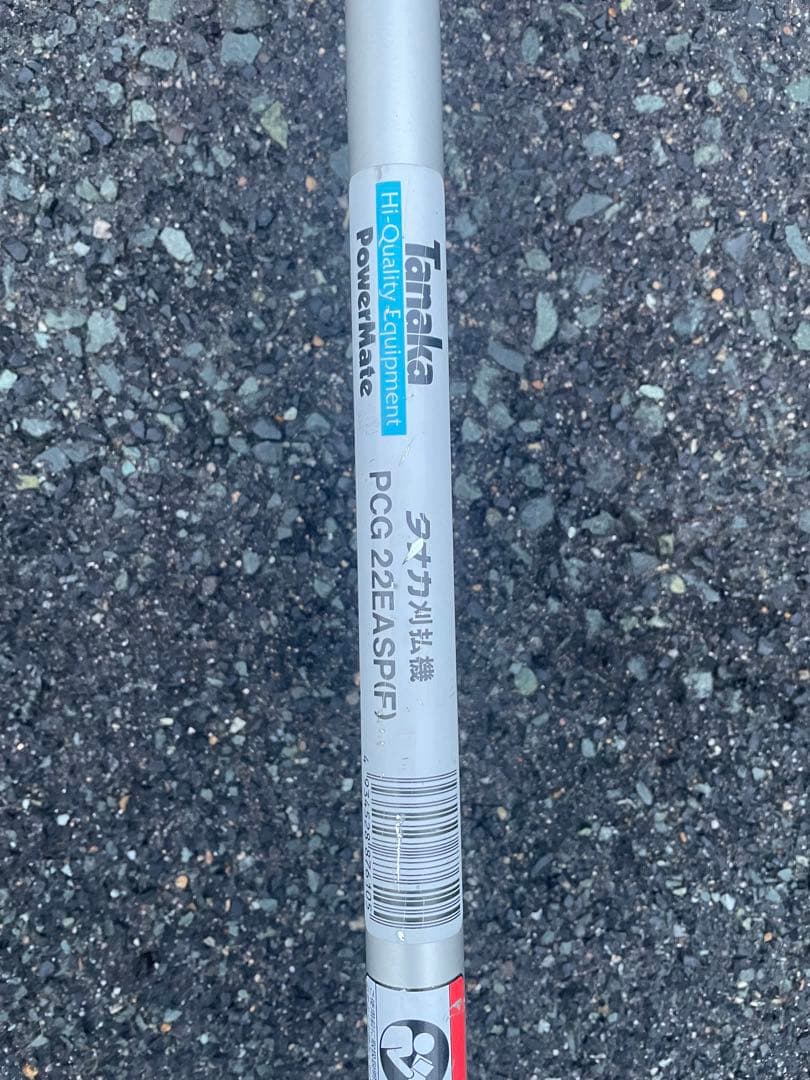 Tanaka
Hi-Quality Equipment
PowerMate
タナカ刈払機
PCG 22EASP(F)